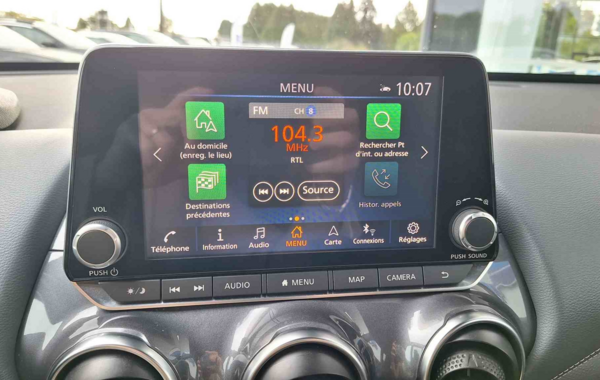 MENU
10:07
FM
CH 8
104.3
MHz
RTL
Source
Au domicile
(enreg. le lieu)
Rechercher Pt
d'int. ou adresse
Destinations
précédentes
Histor. appels
Téléphone
Information
Audio
MENU
Carte
Connexions
Réglages
VOL
PUSH
PUSH SOUND
AUDIO
MENU
MAP
CAMERA